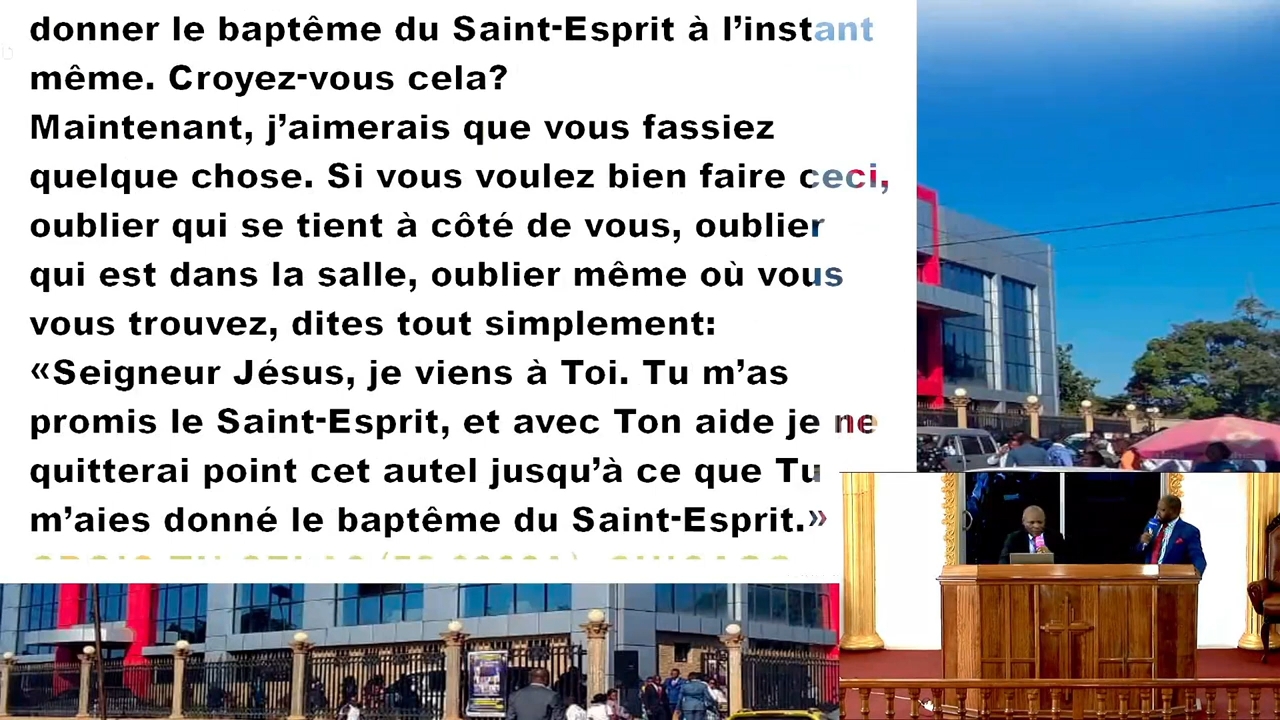 donner le baptême du Saint-Esprit à l’instant
même. Croyez-vous cela?
Maintenant, j’aimerais que vous fassiez
quelque chose. Si vous voulez bien faire ceci,
oublier qui se tient à côté de vous, oublier
qui est dans la salle, oublier même où vous
vous trouvez, dites tout simplement:
«Seigneur Jésus, je viens à Toi. Tu m’as
promis le Saint-Esprit, et avec Ton aide je ne
quitterai point cet autel jusqu’à ce que Tu
m’aies donné le baptême du Saint-Esprit.»